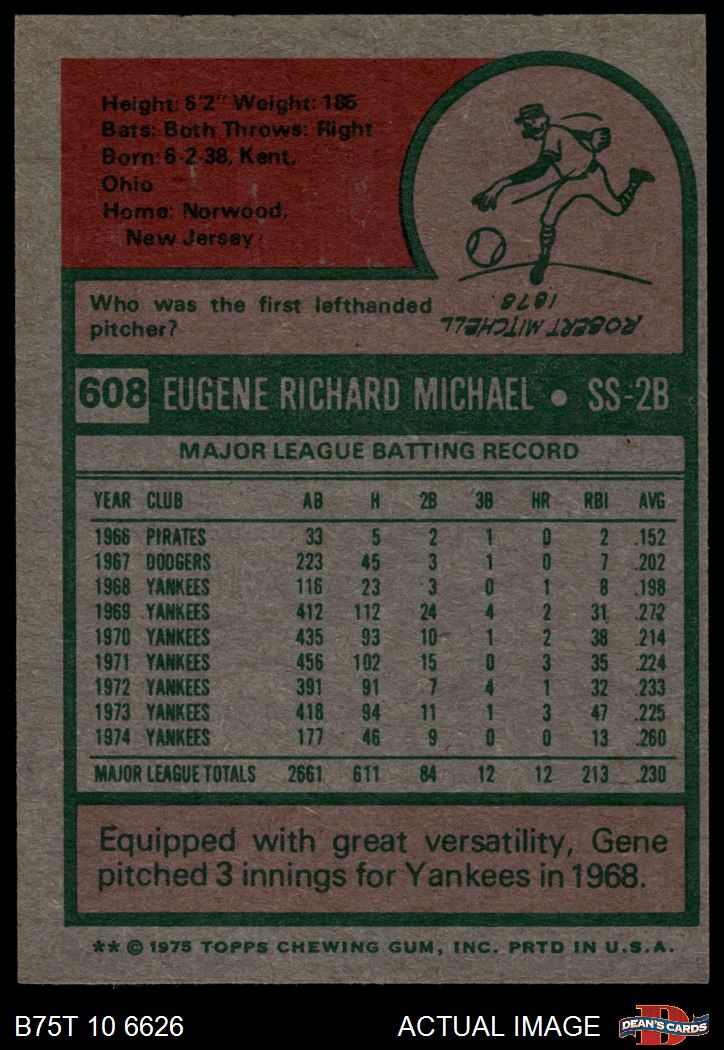 Height: 6'2" Weight: 185
Bats: Both Throws: Right
Born: 6-2-38, Kent,
Ohio
Home: Norwood,
New Jersey
Who was the first lefthanded
pitcher?
ROBERT MITCHELL
1878
608 EUGENE RICHARD MICHAEL • SS-2B
MAJOR LEAGUE BATTING RECORD
YEAR CLUB AB H 2B 3B HR RBI AVG
1966 PIRATES 33 5 2 1 0 2 .152
1967 DODGERS 223 45 3 1 0 7 .202
1968 YANKEES 116 23 3 0 1 8 .198
1969 YANKEES 412 112 24 4 2 31 .272
1970 YANKEES 435 93 10 1 2 38 .214
1971 YANKEES 456 102 15 0 3 35 .224
1972 YANKEES 391 91 7 4 1 32 .233
1973 YANKEES 418 94 11 1 3 47 .225
1974 YANKEES 177 46 9 0 0 13 .260
MAJOR LEAGUE TOTALS 2661 611 84 12 12 213 .230
Equipped with great versatility, Gene
pitched 3 innings for Yankees in 1968.
** © 1975 TOPPS CHEWING GUM, INC. PRTD IN U.S.A.
B75T 10 6626 ACTUAL IMAGE D DEAN'S CARDS